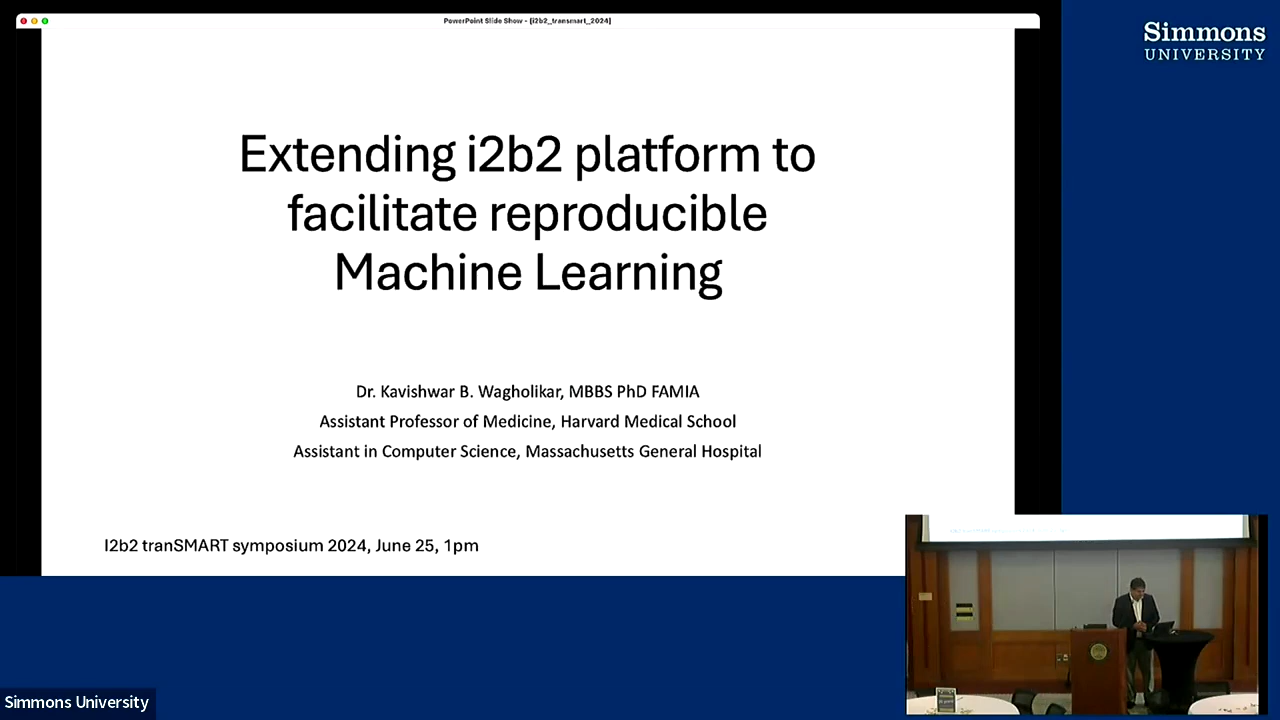 PowerPoint Slide Show - [i2b2_transmart_2024]
Simmons
UNIVERSITY
Extending i2b2 platform to
facilitate reproducible
Machine Learning
Dr. Kavishwar B. Wagholikar, MBBS PhD FAMIA
Assistant Professor of Medicine, Harvard Medical School
Assistant in Computer Science, Massachusetts General Hospital
I2b2 tranSMART symposium 2024, June 25, 1pm
Simmons University